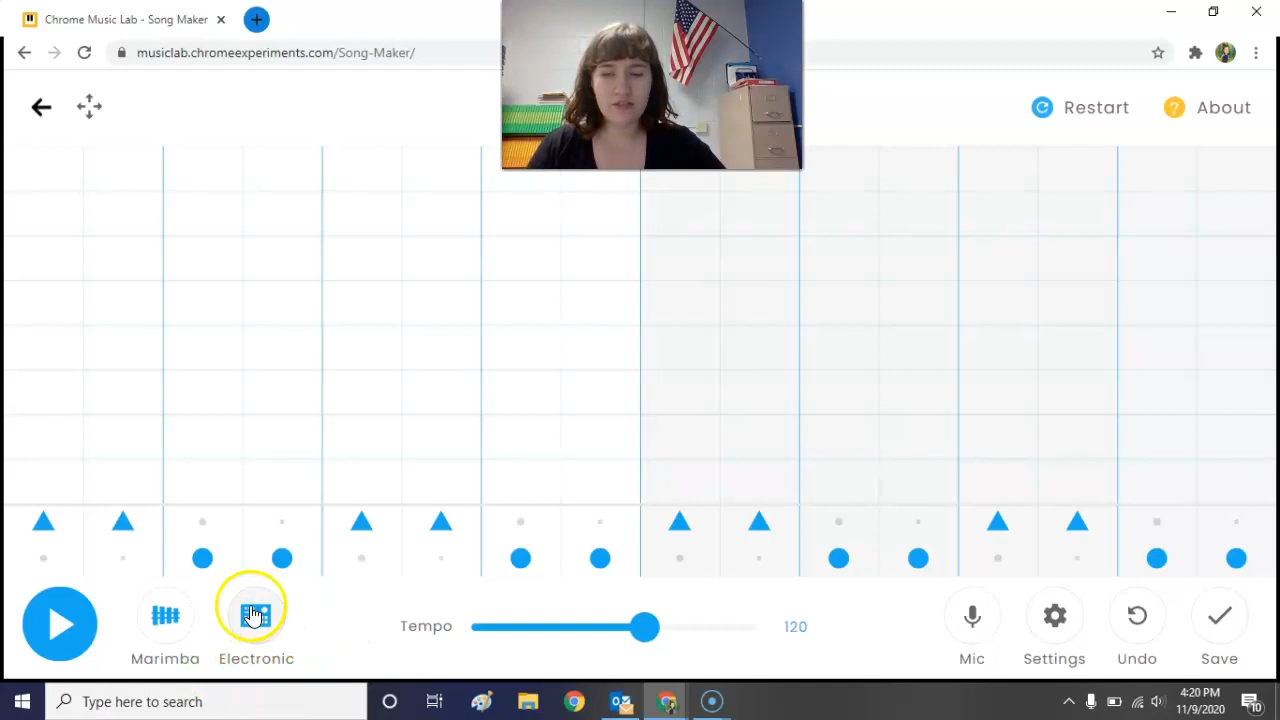 Chrome Music Lab - Song Maker
musiclab.chromeexperiments.com/Song-Maker/
Restart
About
Tempo
120
Marimba
Electronic
Mic
Settings
Undo
Save
Type here to search
4:20 PM
11/9/2020
10